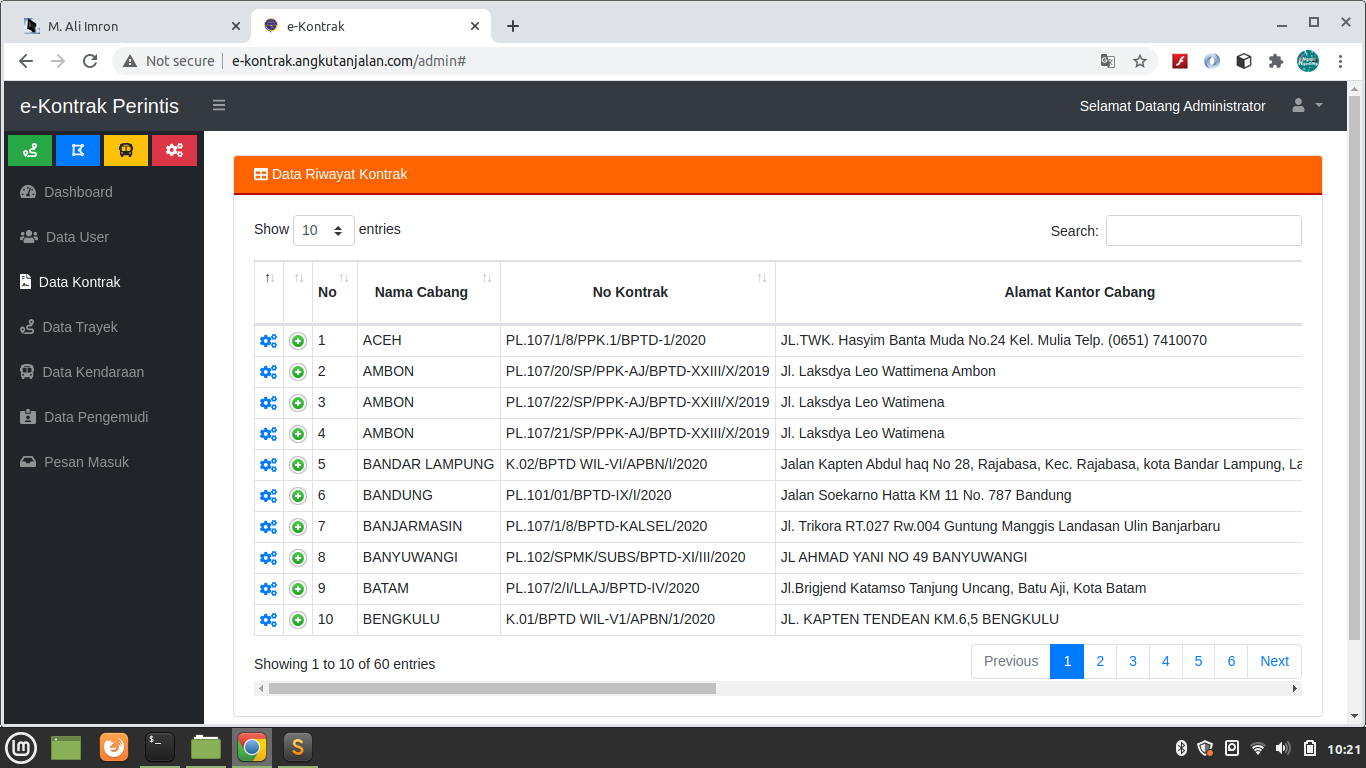 M. Ali Imron
e-Kontrak
Not secure
e-kontrak.angkutanjalan.com/admin#
e-Kontrak Perintis
Selamat Datang Administrator
Dashboard
Data User
Data Kontrak
Data Trayek
Data Kendaraan
Data Pengemudi
Pesan Masuk
Data Riwayat Kontrak
Show 10 entries
Search:
No Nama Cabang No Kontrak Alamat Kantor Cabang
1 ACEH PL.107/1/8/PPK.1/BPTD-1/2020 JL.TWK. Hasyim Banta Muda No.24 Kel. Mulia Telp. (0651) 7410070
2 AMBON PL.107/20/SP/PPK-AJ/BPTD-XXIII/X/2019 Jl. Laksdya Leo Wattimena Ambon
3 AMBON PL.107/22/SP/PPK-AJ/BPTD-XXIII/X/2019 Jl. Laksdya Leo Watimena
4 AMBON PL.107/21/SP/PPK-AJ/BPTD-XXIII/X/2019 Jl. Laksdya Leo Watimena
5 BANDAR LAMPUNG K.02/BPTD WIL-VI/APBN/I/2020 Jalan Kapten Abdul haq No 28, Rajabasa, Kec. Rajabasa, kota Bandar Lampung, La
6 BANDUNG PL.101/01/BPTD-IX/I/2020 Jalan Soekarno Hatta KM 11 No. 787 Bandung
7 BANJARMASIN PL.107/1/8/BPTD-KALSEL/2020 Jl. Trikora RT.027 Rw.004 Guntung Manggis Landasan Ulin Banjarbaru
8 BANYUWANGI PL.102/SPMK/SUBS/BPTD-XI/III/2020 JL AHMAD YANI NO 49 BANYUWANGI
9 BATAM PL.107/2/I/LLAJ/BPTD-IV/2020 Jl.Brigjend Katamso Tanjung Uncang, Batu Aji, Kota Batam
10 BENGKULU K.01/BPTD WIL-V1/APBN/1/2020 JL. KAPTEN TENDEAN KM.6,5 BENGKULU
Showing 1 to 10 of 60 entries
Previous 1 2 3 4 5 6 Next
10:21